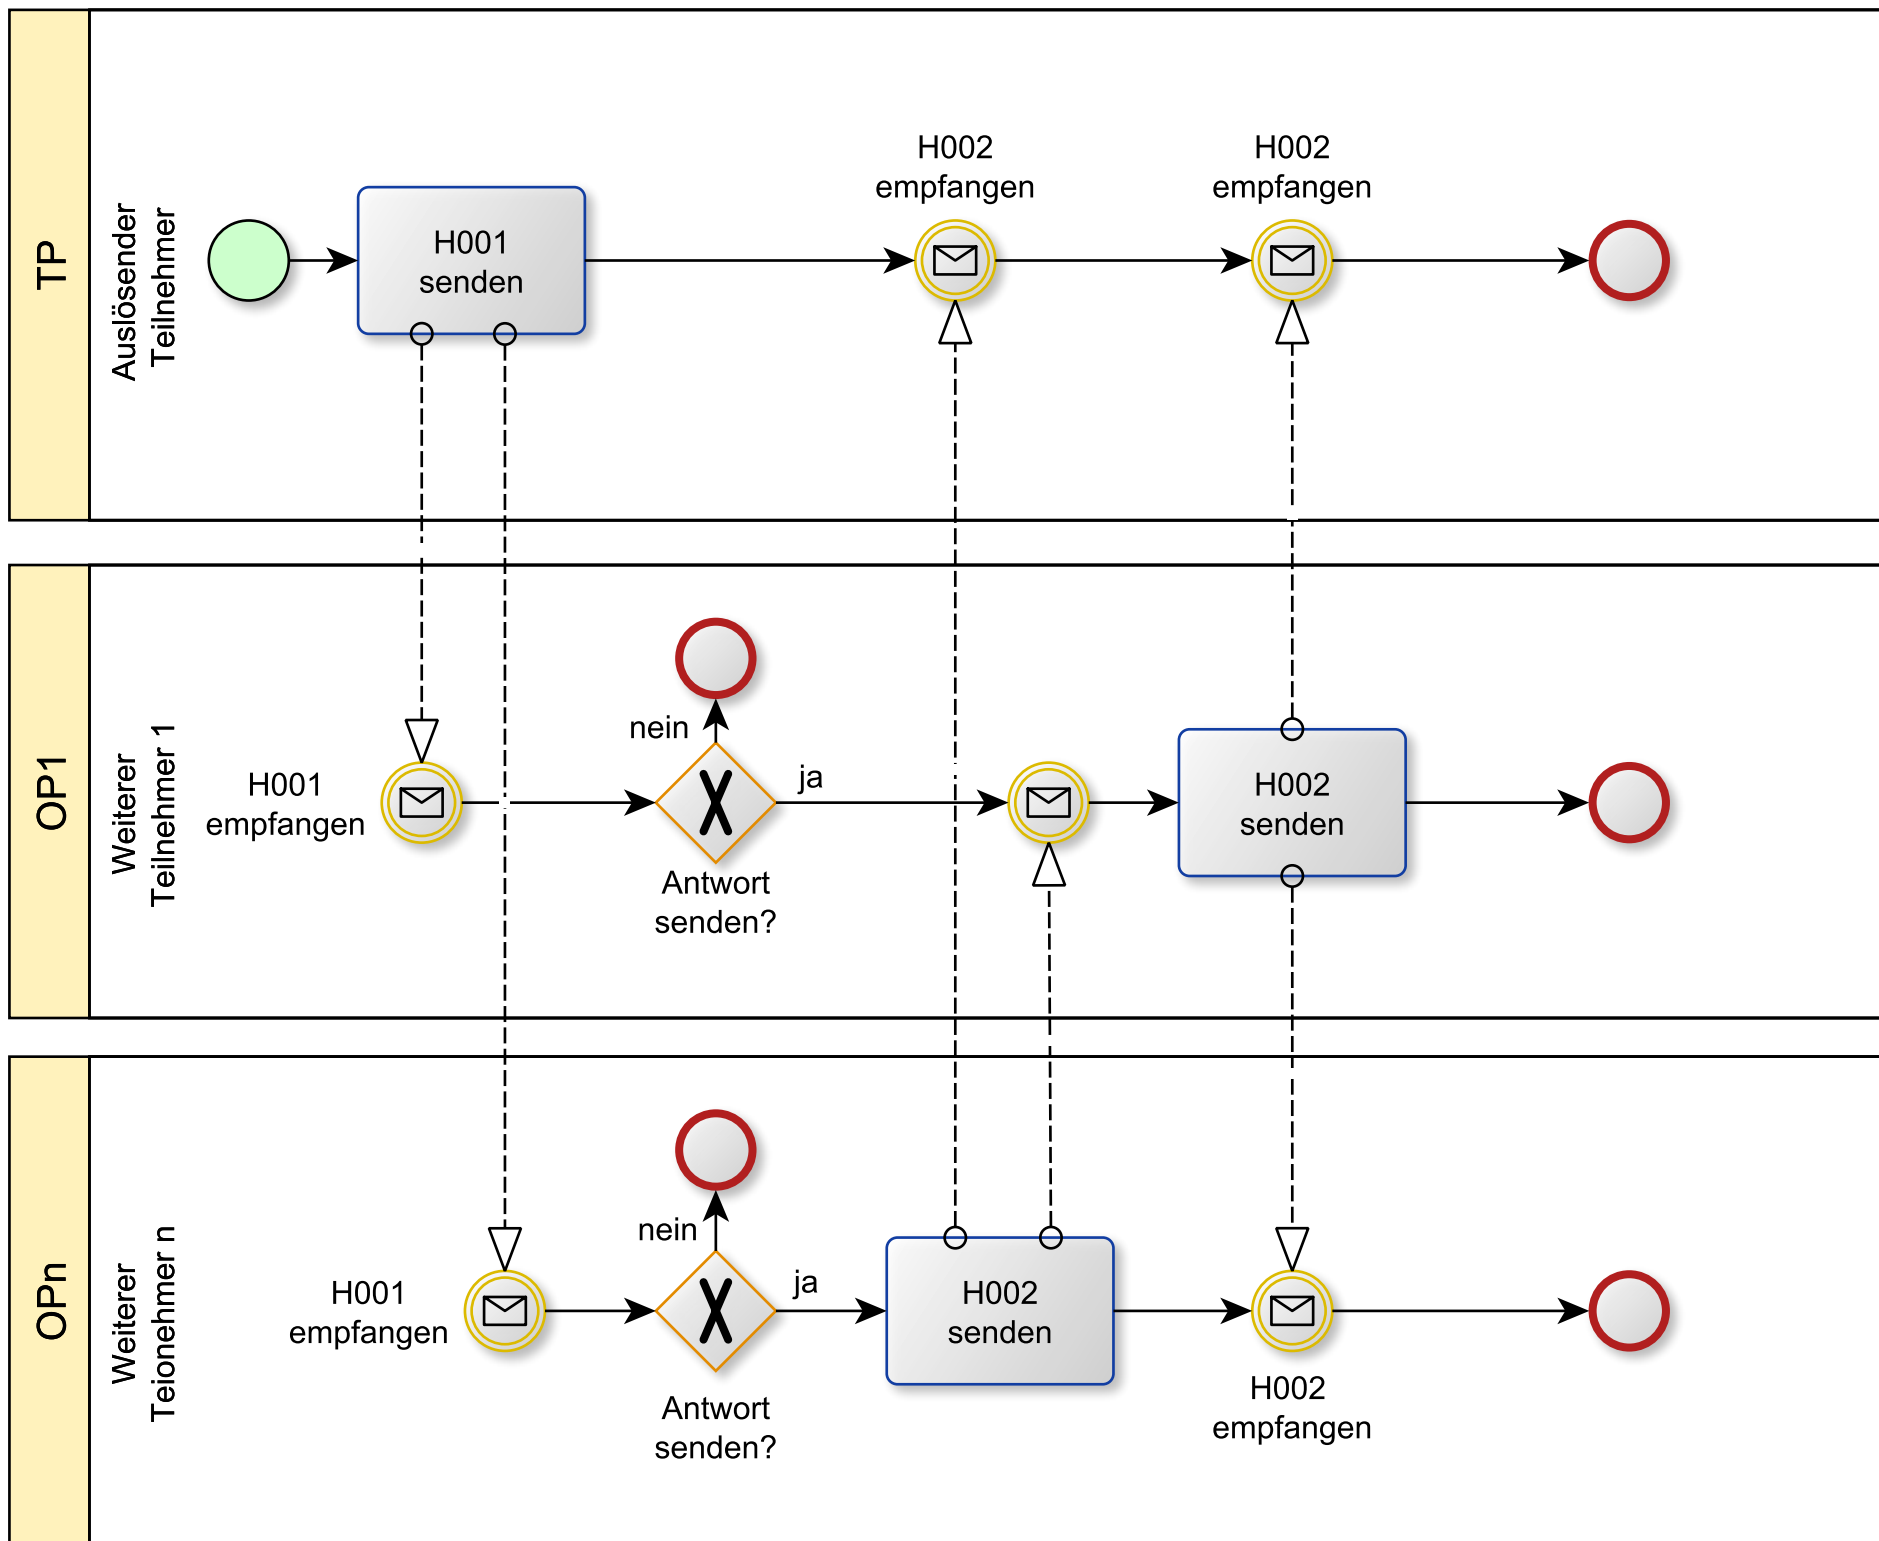 TP
Auslösender
Teilnehmer
H001
senden
H002
empfangen
H002
empfangen
OP1
Weiterer
Teilnehmer 1
H001
empfangen
nein
ja
Antwort
senden?
H002
senden
OPn
Weiterer
Teionehmer n
H001
empfangen
nein
ja
Antwort
senden?
H002
senden
H002
empfangen